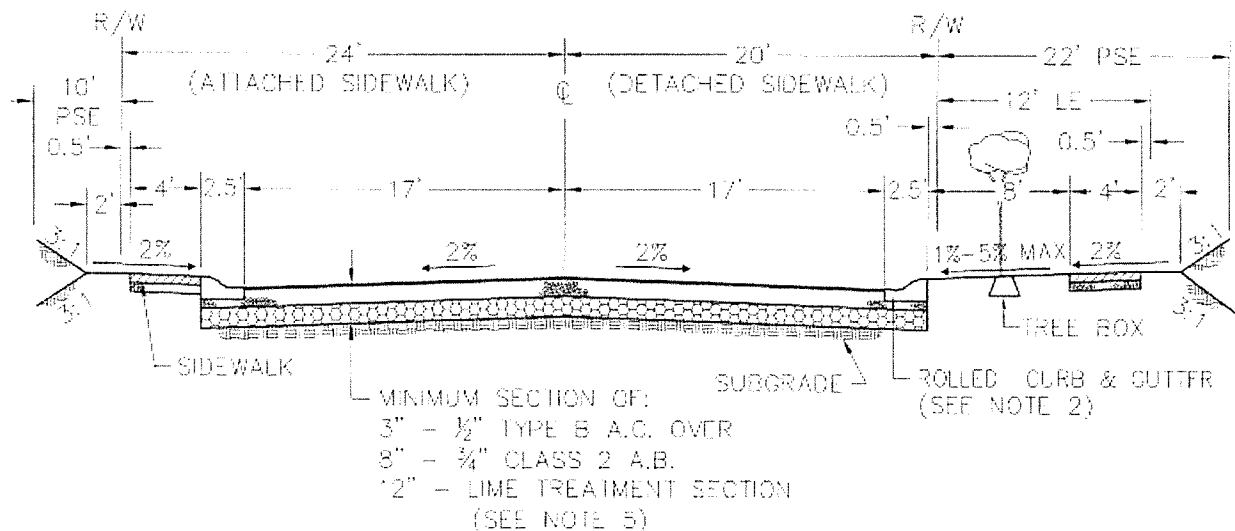 R/W R/W
24' 20' 22' PSE
(ATTACHED SIDEWALK) ℄ (DETACHED SIDEWALK)
10'
PSE
12' LE
0.5' 0.5' 0.5'
2' 4' 2.5' 17' 17' 2.5' 8' 4' 2'
3:1 2% 2% 2% 1%-5% MAX 2% 3:1
3:1 3:1
TREE BOX
SIDEWALK
SUBGRADE
ROLLED CURB & GUTTER
(SEE NOTE 2)
MINIMUM SECTION OF:
3" - ½" TYPE B A.C. OVER
8" - ¾" CLASS 2 A.B.
12" - LIME TREATMENT SECTION
(SEE NOTE 5)